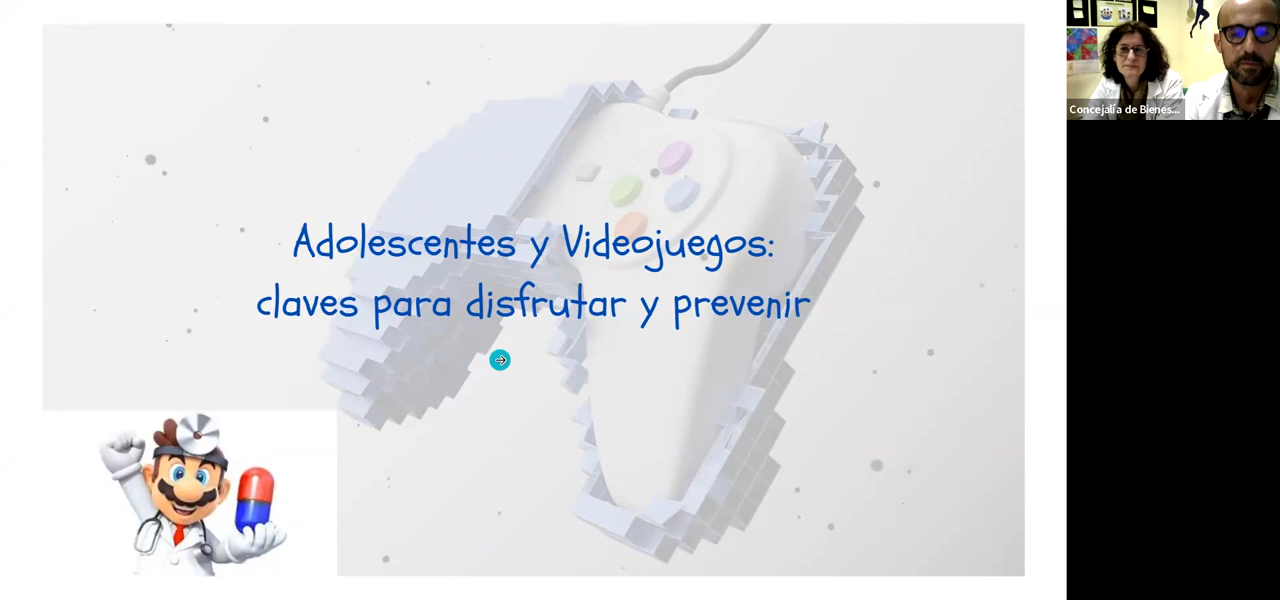 Adolescentes y Videojuegos:
claves para disfrutar y prevenir
Concejalía de Bienes...